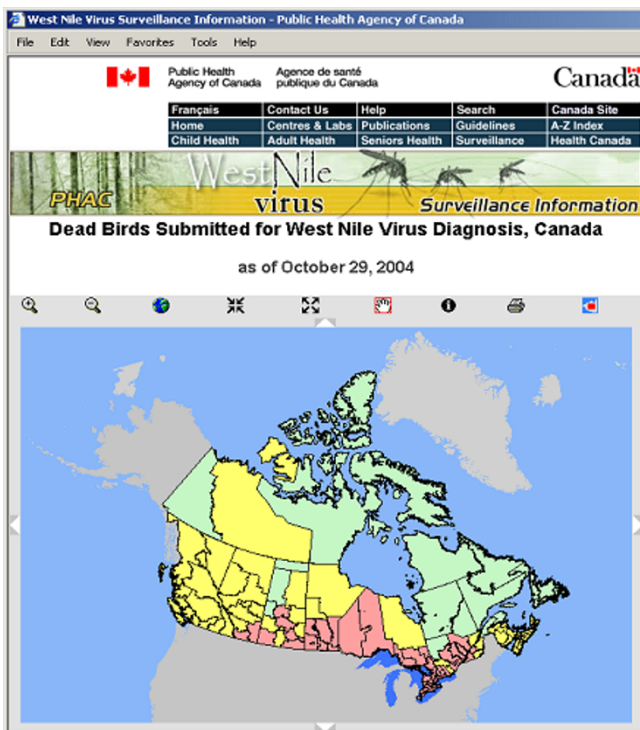 West Nile Virus Surveillance Information - Public Health Agency of Canada
File Edit View Favorites Tools Help
Public Health Agence de santé
Agency of Canada publique du Canada
Canada
Français Contact Us Help Search Canada Site
Home Centres & Labs Publications Guidelines A-Z Index
Child Health Adult Health Seniors Health Surveillance Health Canada
West Nile
virus
PHAC
Surveillance Information
Dead Birds Submitted for West Nile Virus Diagnosis, Canada
as of October 29, 2004